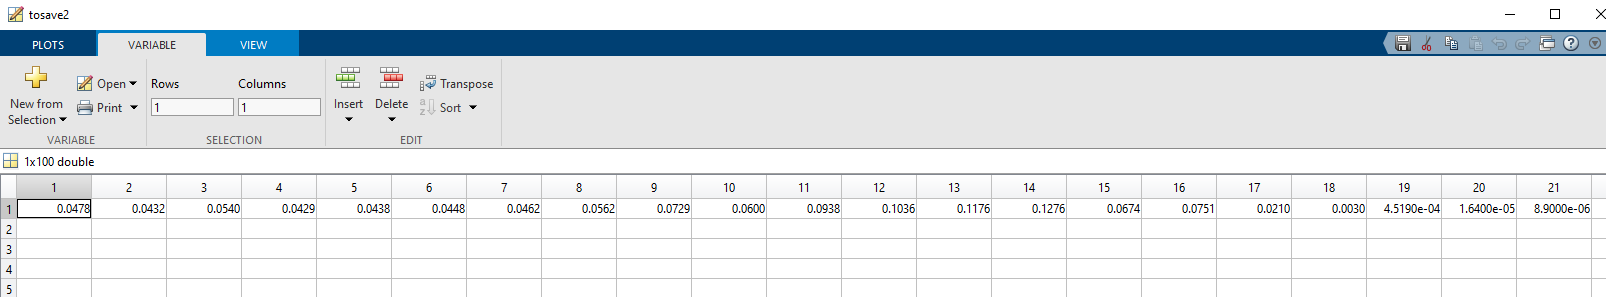 tosave2
PLOTS VARIABLE VIEW
New from Selection
Open
Print
VARIABLE
Rows Columns
1 1
SELECTION
Insert Delete
Transpose
Sort
EDIT
1x100 double
1 2 3 4 5 6 7 8 9 10 11 12 13 14 15 16 17 18 19 20 21
1 0.0478 0.0432 0.0540 0.0429 0.0438 0.0448 0.0462 0.0562 0.0729 0.0600 0.0938 0.1036 0.1176 0.1276 0.0674 0.0751 0.0210 0.0030 4.5190e-04 1.6400e-05 8.9000e-06
2
3
4
5